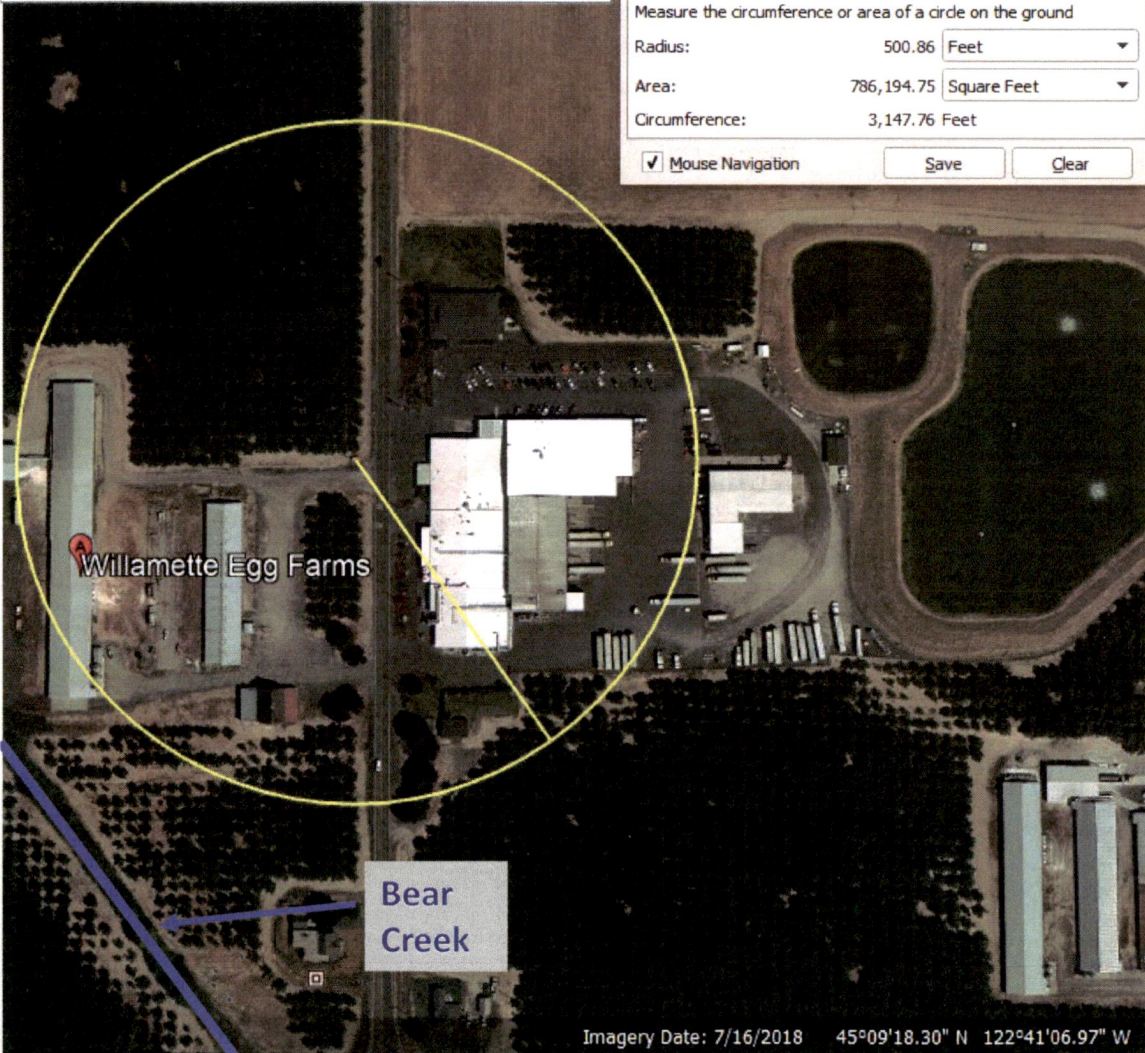 Measure the circumference or area of a circle on the ground
Radius: 500.86 Feet
Area: 786,194.75 Square Feet
Circumference: 3,147.76 Feet
Mouse Navigation Save Clear
A
Willamette Egg Farms
Bear
Creek
Imagery Date: 7/16/2018 45°09'18.30" N 122°41'06.97" W